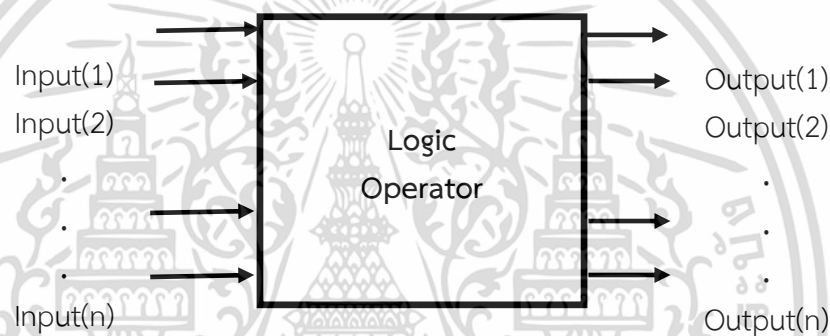 Input(1)
Input(2)
.
.
.
Input(n)
Logic
Operator
Output(1)
Output(2)
.
.
.
Output(n)